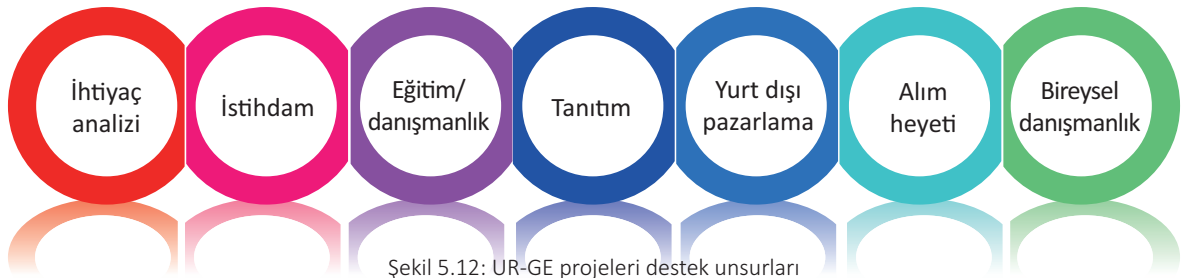 İhtiyaç
analizi
İstihdam
Eğitim/
danışmanlık
Tanıtım
Yurt dışı
pazarlama
Alım
heyeti
Bireysel
danışmanlık
Şekil 5.12: UR-GE projeleri destek unsurları